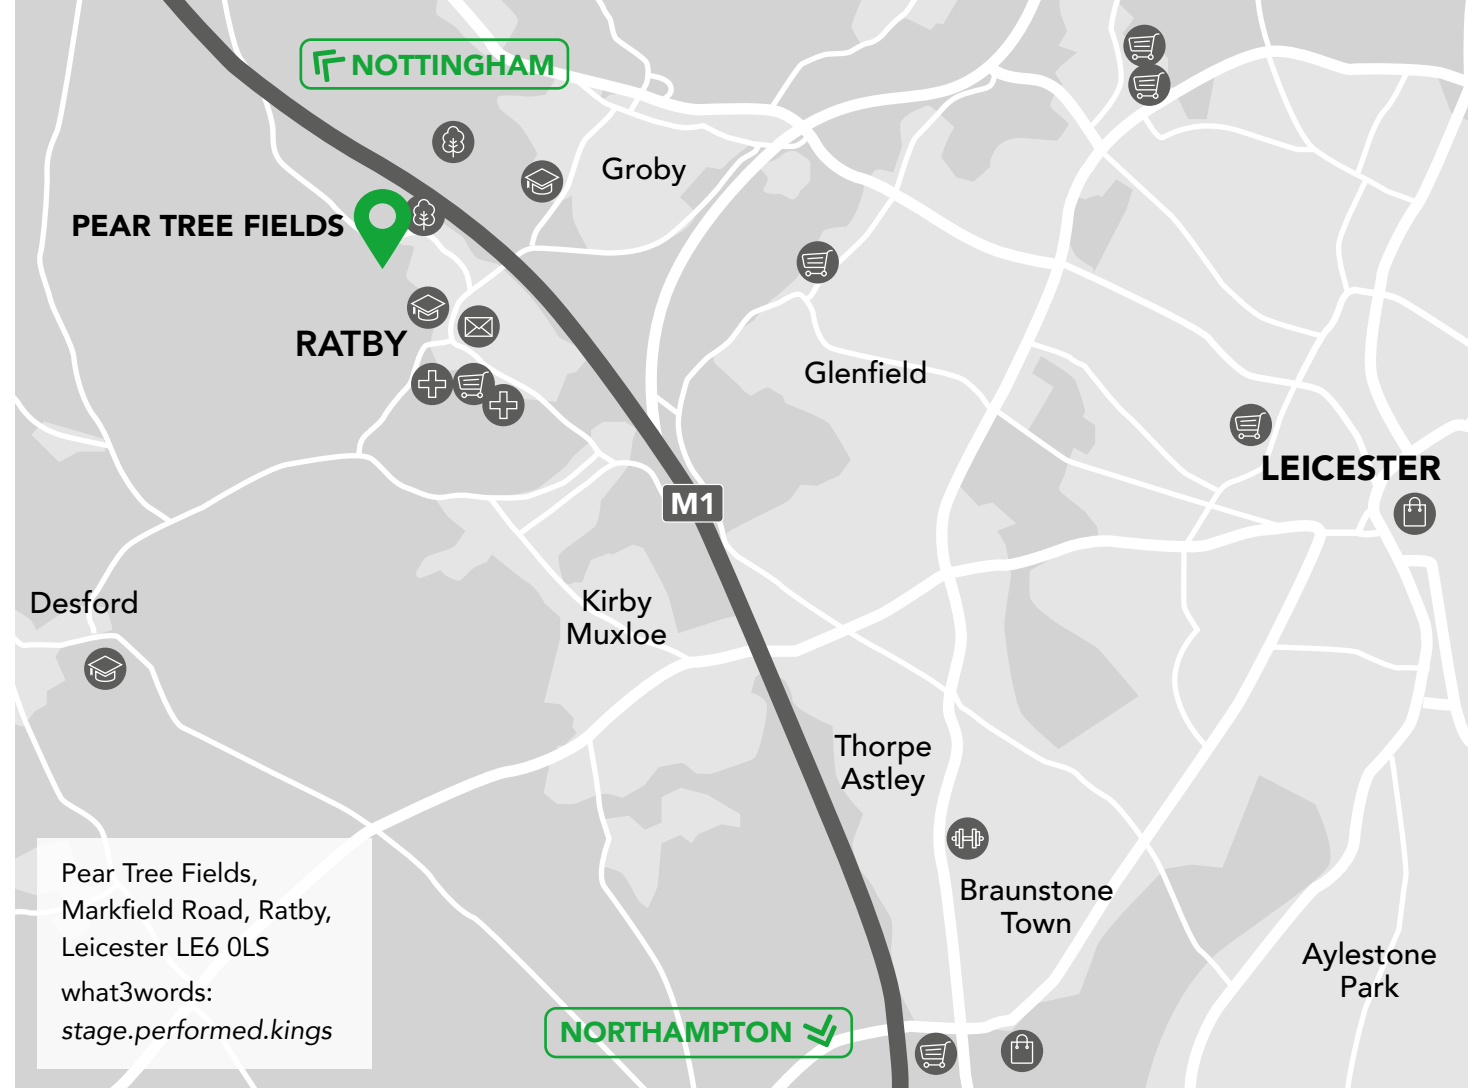 NOTTINGHAM
Groby
PEAR TREE FIELDS
RATBY
Glenfield
LEICESTER
M1
Desford
Kirby
Muxloe
Thorpe
Astley
Braunstone
Town
Aylestone
Park
Pear Tree Fields,
Markfield Road, Ratby,
Leicester LE6 0LS
what3words:
stage.performed.kings
NORTHAMPTON